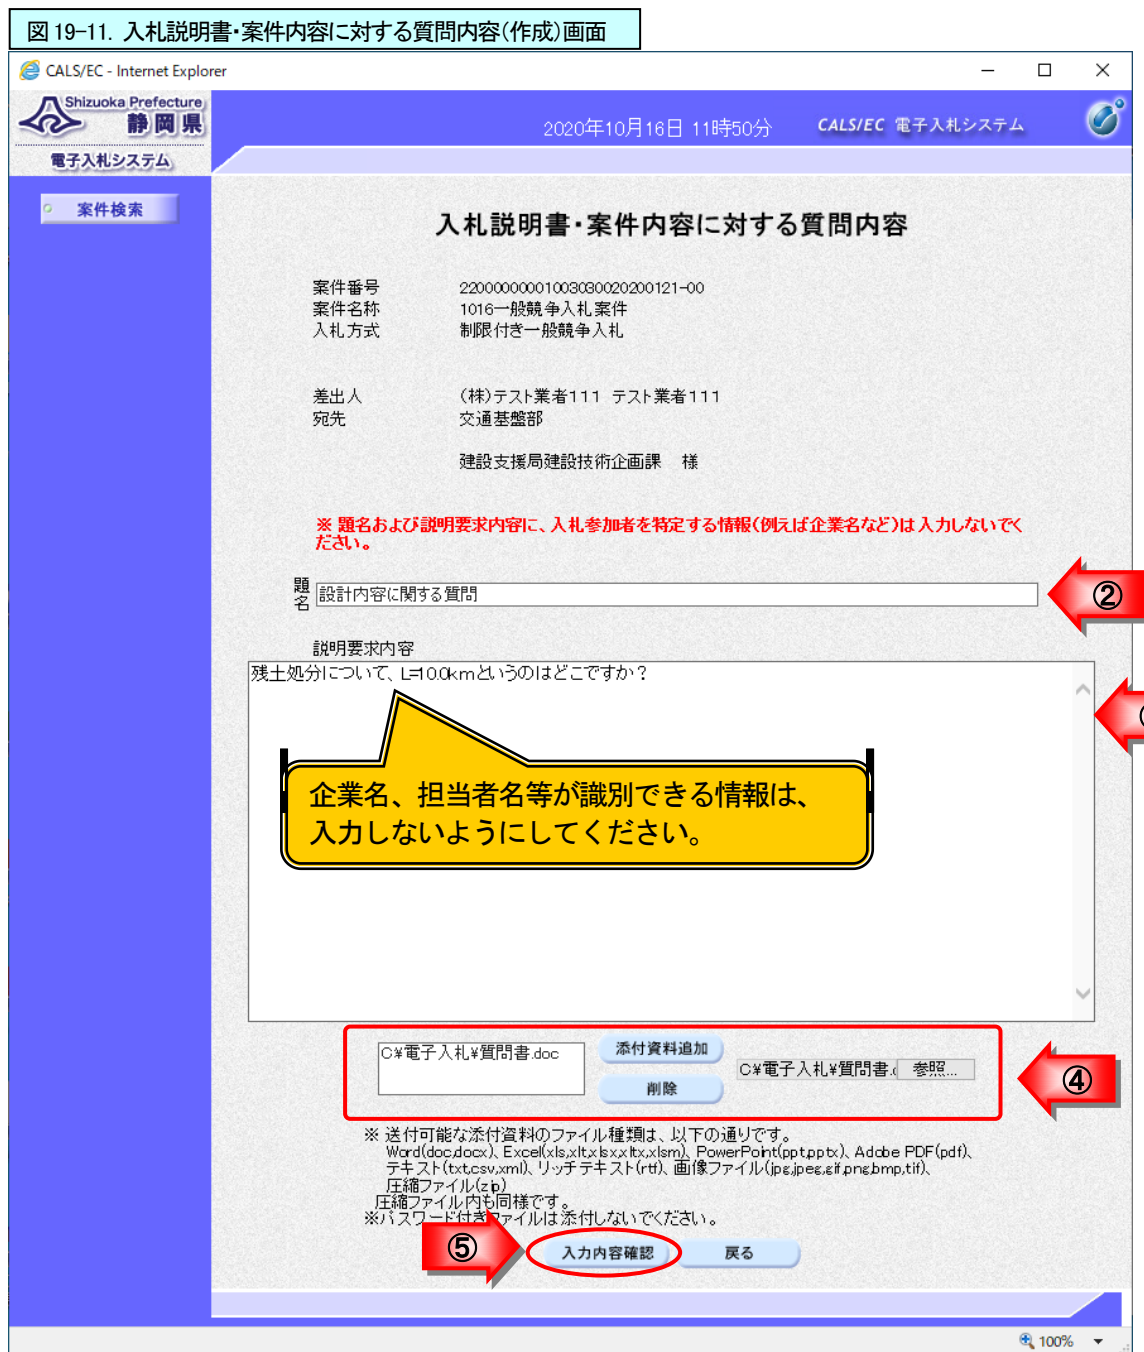 図 19-11. 入札説明書・案件内容に対する質問内容(作成)画面
CALS/EC - Internet Explorer
Shizuoka Prefecture
静岡県
電子入札システム
2020年10月16日 11時50分
CALS/EC 電子入札システム
案件検索
入札説明書・案件内容に対する質問内容
案件番号 2200000000100303002020​0121-00
案件名称 1016一般競争入札案件
入札方式 制限付き一般競争入札
差出人 (株)テスト業者111 テスト業者111
宛先 交通基盤部
建設支援局建設技術企画課 様
※ 題名および説明要求内容に、入札参加者を特定する情報(例えば企業名など)は入力しないでく
ださい。
題名 設計内容に関する質問
②
説明要求内容
残土処分について、L=10.0kmというのはどこですか？
企業名、担当者名等が識別できる情報は、
入力しないようにしてください。
C¥電子入札¥質問書.doc
添付資料追加
削除
C¥電子入札¥質問書.
参照...
④
※ 送付可能な添付資料のファイル種類は、以下の通りです。
Word(doc,docx)、Excel(xls,xlt,xlsx,xltx,xlsm)、PowerPoint(ppt,pptx)、Adobe PDF(pdf)、
テキスト(txt,csv,xml)、リッチテキスト(rtf)、画像ファイル(jpg,jpeg,gif,png,bmp,tif)、
圧縮ファイル(zip)
圧縮ファイル内も同様です。
※パスワード付きファイルは添付しないでください。
⑤
入力内容確認
戻る
100%